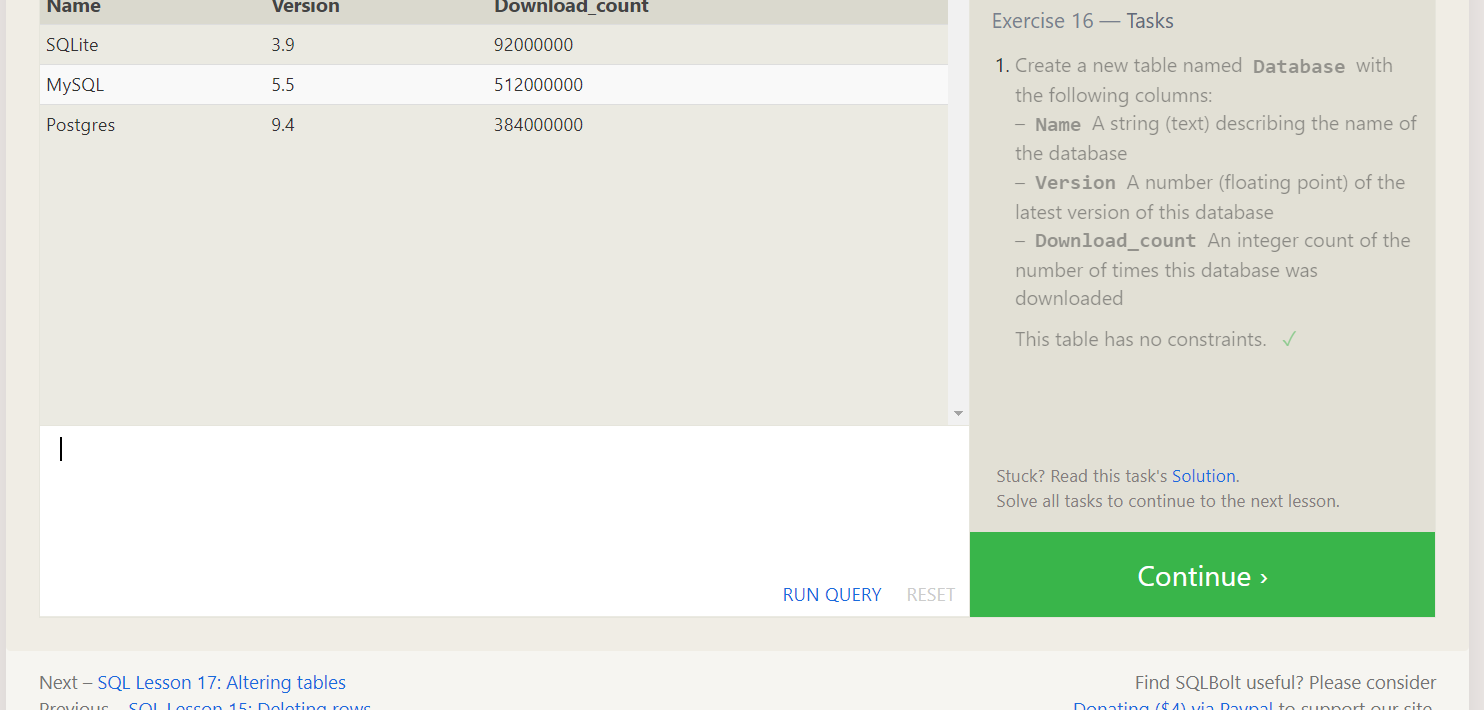 Name Version Download_count
SQLite 3.9 92000000
MySQL 5.5 512000000
Postgres 9.4 384000000
RUN QUERY RESET
Exercise 16 — Tasks
1. Create a new table named Database with
the following columns:
– Name A string (text) describing the name of
the database
– Version A number (floating point) of the
latest version of this database
– Download_count An integer count of the
number of times this database was
downloaded
This table has no constraints. ✓
Stuck? Read this task's Solution.
Solve all tasks to continue to the next lesson.
Continue ›
Next – SQL Lesson 17: Altering tables
Previous – SQL Lesson 15: Deleting rows
Find SQLBolt useful? Please consider
Donating ($4) via Paypal to support our site.